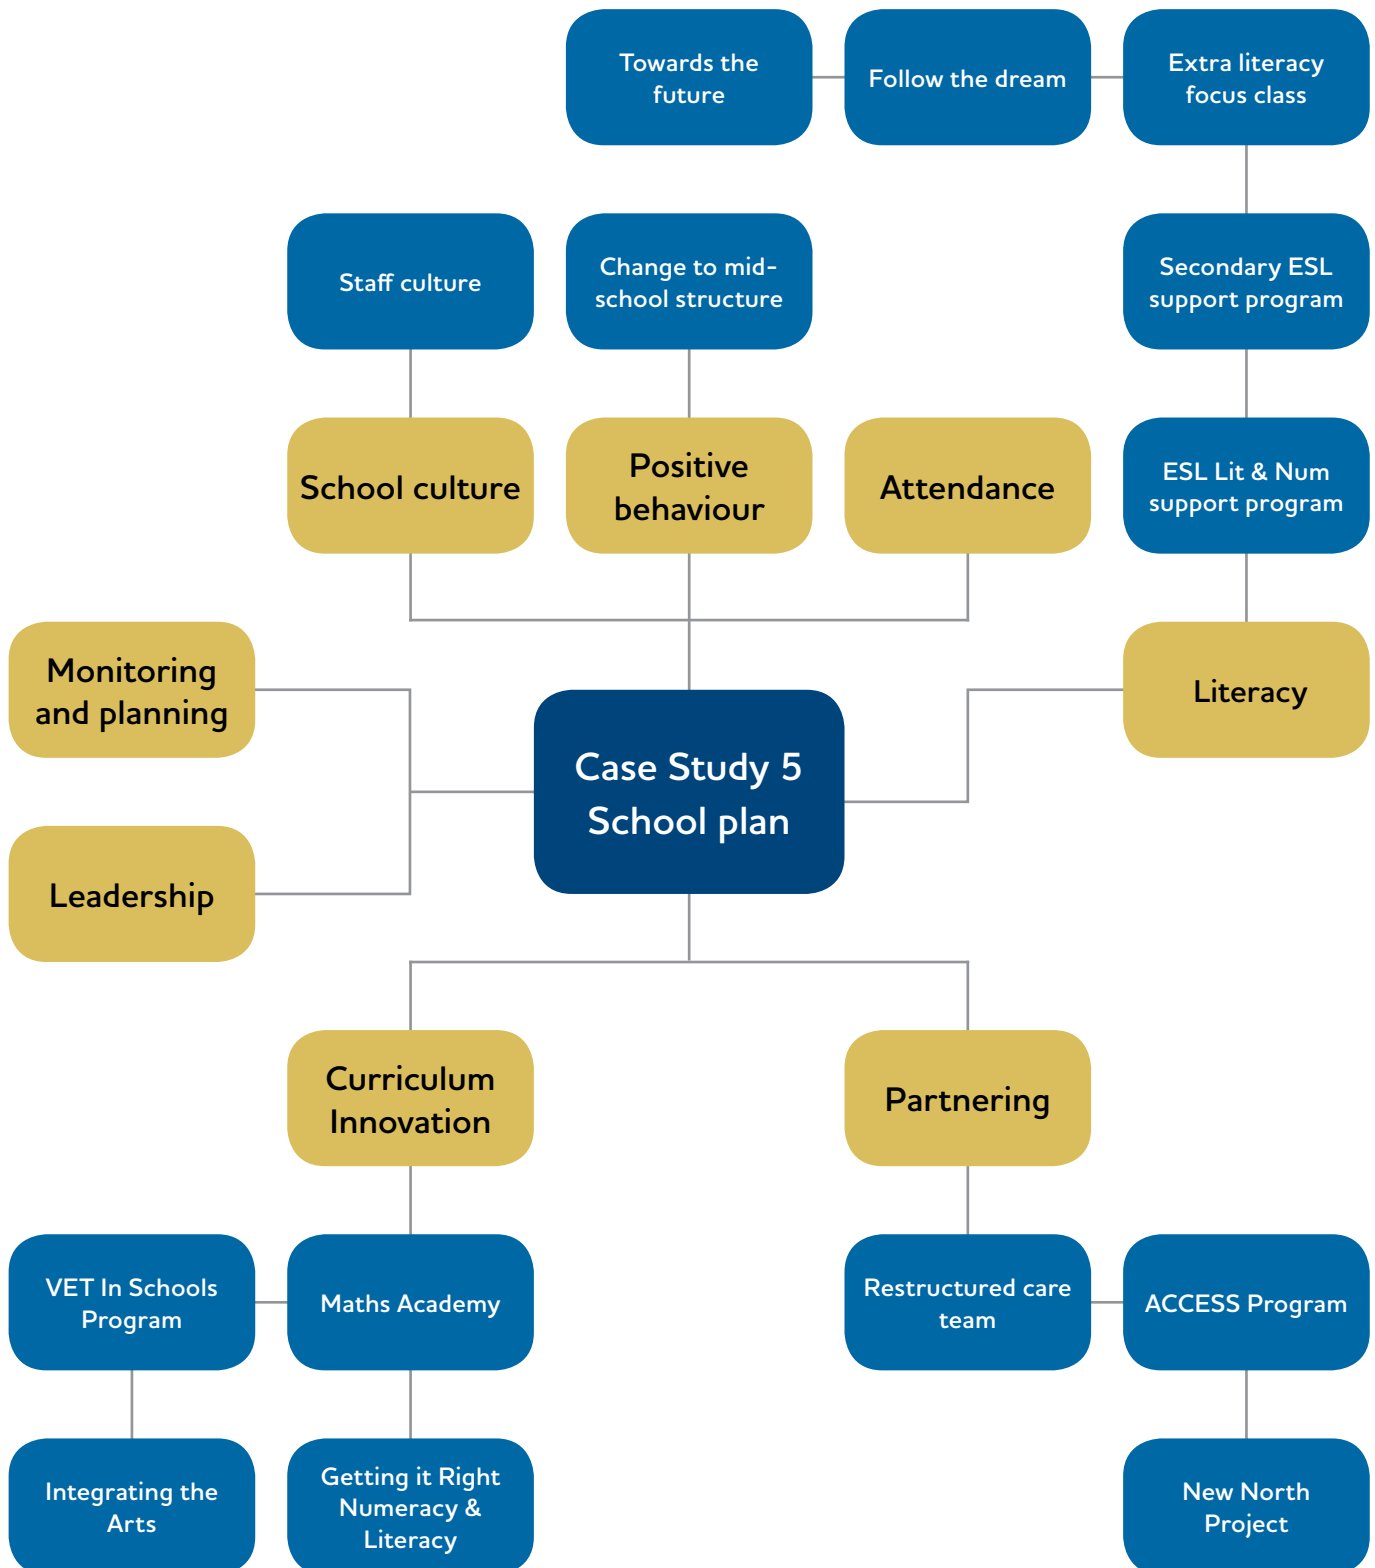 Towards the
future
Follow the dream
Extra literacy
focus class
Staff culture
Change to mid-
school structure
Secondary ESL
support program
School culture
Positive
behaviour
Attendance
ESL Lit & Num
support program
Monitoring
and planning
Literacy
Case Study 5
School plan
Leadership
Curriculum
Innovation
Partnering
VET In Schools
Program
Maths Academy
Restructured care
team
ACCESS Program
Integrating the
Arts
Getting it Right
Numeracy &
Literacy
New North
Project